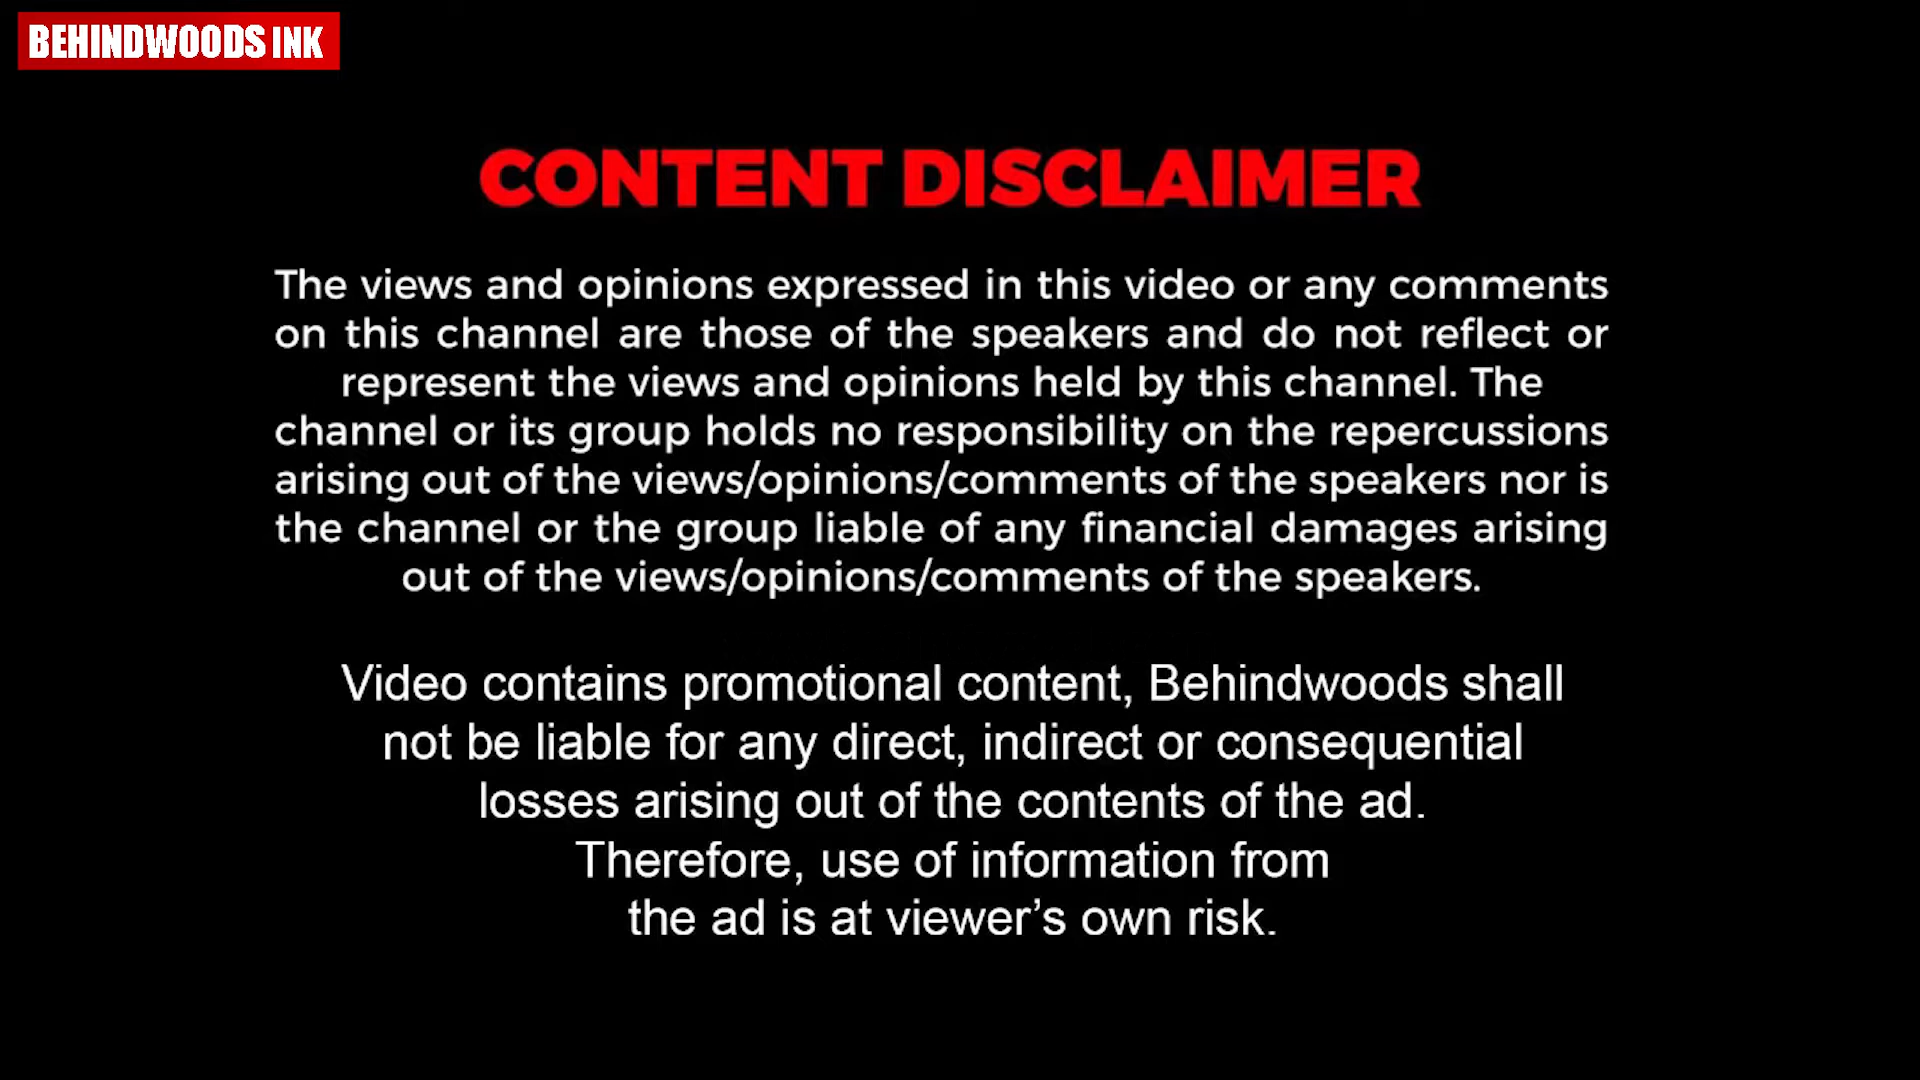 BEHINDWOODS INK
CONTENT DISCLAIMER
The views and opinions expressed in this video or any comments
on this channel are those of the speakers and do not reflect or
represent the views and opinions held by this channel. The
channel or its group holds no responsibility on the repercussions
arising out of the views/opinions/comments of the speakers nor is
the channel or the group liable of any financial damages arising
out of the views/opinions/comments of the speakers.
Video contains promotional content, Behindwoods shall
not be liable for any direct, indirect or consequential
losses arising out of the contents of the ad.
Therefore, use of information from
the ad is at viewer’s own risk.